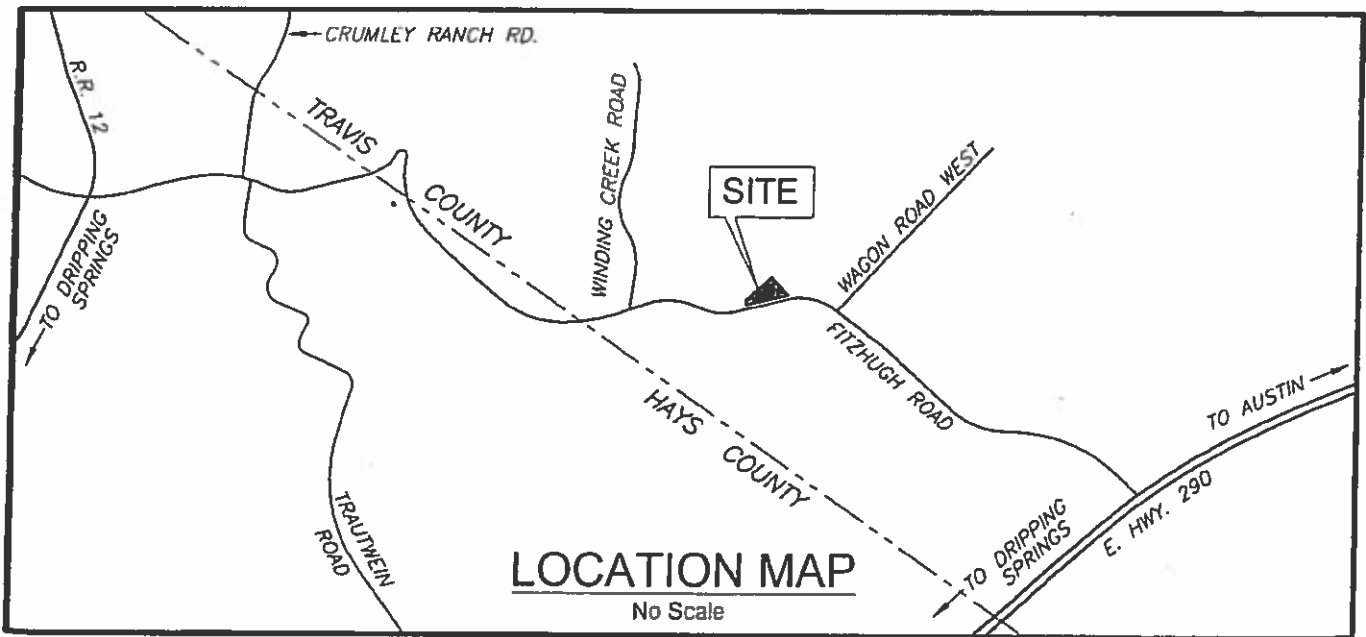 CRUMLEY RANCH RD.
R.R. 12
TRAVIS
COUNTY
WINDING CREEK ROAD
SITE
WAGON ROAD WEST
TO DRIPPING
SPRINGS
FITZHUGH ROAD
HAYS
COUNTY
TO AUSTIN
E. HWY. 290
TRAUTWEIN
ROAD
TO DRIPPING
SPRINGS
LOCATION MAP
No Scale